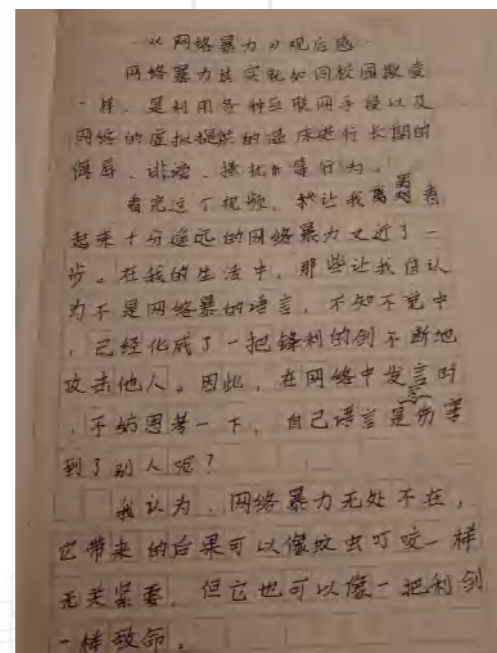 《网络暴力》观后感
网络暴力其实就如同校园欺凌
一样,是利用各种互联网手段以及
网络的虚拟提供的温床进行长期的
侮辱、诽谤、骚扰等行为。
看完这个视频,让我离看
起来十分遥远的网络暴力又近了一
步。在我的生活中,那些让我自认
为不是网络暴的语言,不知不觉中
,已经化成了一把锋利的剑不断地
攻击他人。因此,在网络中发言时
,不妨思考一下,自己语言是否伤害
到了别人呢?
我认为,网络暴力无处不在,
它带来的后果可以像蚊虫叮咬一样
无关紧要,但它也可以像一把利剑
一样致命,